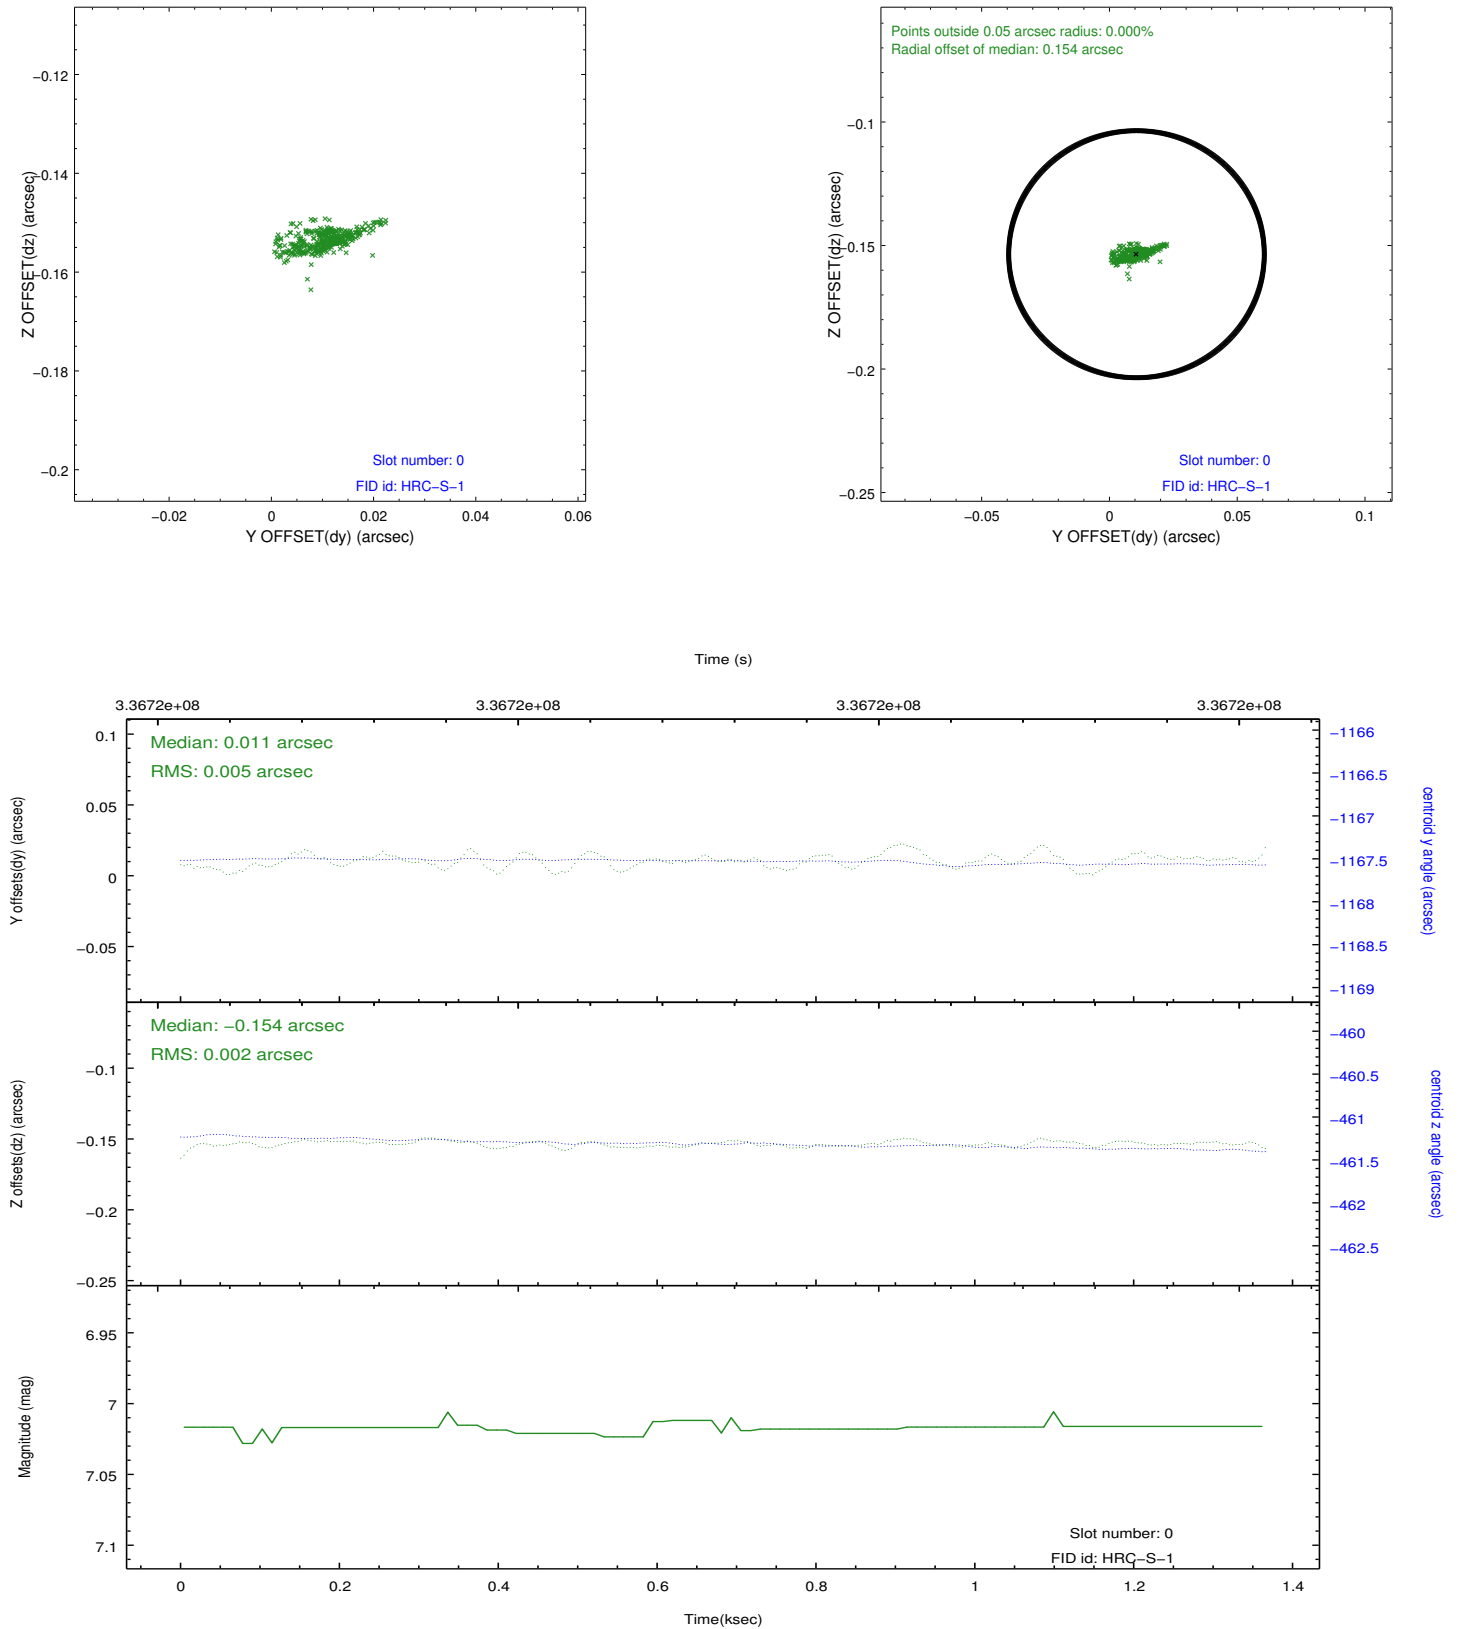 −0.12
−0.14
−0.16
−0.18
−0.2
Z OFFSET(dz) (arcsec)
Slot number: 0
FID id: HRC−S−1
−0.02
0
0.02
0.04
0.06
Y OFFSET(dy) (arcsec)
Points outside 0.05 arcsec radius: 0.000%
Radial offset of median: 0.154 arcsec
−0.1
−0.15
−0.2
−0.25
Z OFFSET(dz) (arcsec)
Slot number: 0
FID id: HRC−S−1
−0.05
0
0.05
0.1
Y OFFSET(dy) (arcsec)
Time (s)
3.3672e+08
3.3672e+08
3.3672e+08
3.3672e+08
Median: 0.011 arcsec
RMS: 0.005 arcsec
0.1
0.05
0
−0.05
Y offsets(dy) (arcsec)
−1166
−1166.5
−1167
−1167.5
−1168
−1168.5
−1169
centroid y angle (arcsec)
Median: −0.154 arcsec
RMS: 0.002 arcsec
−0.1
−0.15
−0.2
−0.25
Z offsets(dz) (arcsec)
−460
−460.5
−461
−461.5
−462
−462.5
centroid z angle (arcsec)
6.95
7
7.05
7.1
Magnitude (mag)
Slot number: 0
FID id: HRC−S−1
0
0.2
0.4
0.6
0.8
1
1.2
1.4
Time(ksec)